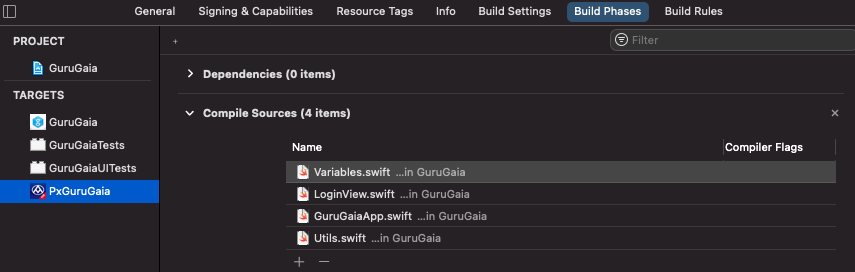 General Signing & Capabilities Resource Tags Info Build Settings Build Phases Build Rules
PROJECT
GuruGaia
TARGETS
GuruGaia
GuruGaiaTests
GuruGaiaUITests
PxGuruGaia
+
Filter
Dependencies (0 items)
Compile Sources (4 items) ×
Name Compiler Flags
Variables.swift ...in GuruGaia
LoginView.swift ...in GuruGaia
GuruGaiaApp.swift ...in GuruGaia
Utils.swift ...in GuruGaia
+ −